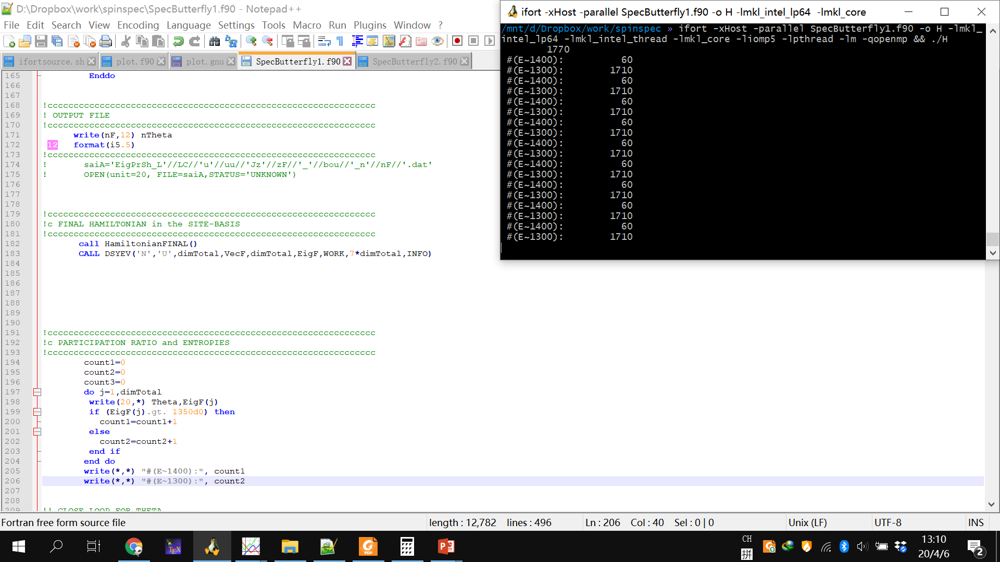 D:\Dropbox\work\spinspec\SpecButterfly1.f90 - Notepad++
File Edit Search View Encoding Language Settings Tools Macro Run Plugins Window ?
ifortsource.sh plot.f90 plot.gnu SpecButterfly1.f90 SpecButterfly2.f90
165 Enddo
166
167
168 !ccccccccccccccccccccccccccccccccccccccccccccccccccccccccccccccc
169 ! OUTPUT FILE
170 !ccccccccccccccccccccccccccccccccccccccccccccccccccccccccccccccc
171 write(nF,12) nTheta
172 12 format(i5.5)
173 !ccccccccccccccccccccccccccccccccccccccccccccccccccccccccccccccc
174 ! saiA='EigPrSh_L'//LC//'u'//uu//'Jz'//zF//'_'//bou//'_n'//nF//'.dat'
175 ! OPEN(unit=20, FILE=saiA,STATUS='UNKNOWN')
176
177
178
179 !ccccccccccccccccccccccccccccccccccccccccccccccccccccccccccccccc
180 !c FINAL HAMILTONIAN in the SITE-BASIS
181 !ccccccccccccccccccccccccccccccccccccccccccccccccccccccccccccccc
182 call HamiltonianFINAL()
183 CALL DSYEV('N','U',dimTotal,VecF,dimTotal,EigF,WORK,7*dimTotal,INFO)
184
185
186
187
188
189
190
191 !ccccccccccccccccccccccccccccccccccccccccccccccccccccccccccccccc
192 !c PARTICIPATION RATIO and ENTROPIES
193 !ccccccccccccccccccccccccccccccccccccccccccccccccccccccccccccccc
194 count1=0
195 count2=0
196 count3=0
197 do j=1,dimTotal
198 write(20,*) Theta,EigF(j)
199 if (EigF(j).gt. 1350d0) then
200 count1=count1+1
201 else
202 count2=count2+1
203 end if
204 end do
205 write(*,*) "#(E~1400):", count1
206 write(*,*) "#(E~1300):", count2
207
208
209 !! CLOSE LOOP FOR THETA
ifort -xHost -parallel SpecButterfly1.f90 -o H -lmkl_intel_lp64 -lmkl_core
/mnt/d/Dropbox/work/spinspec » ifort -xHost -parallel SpecButterfly1.f90 -o H -lmkl_
intel_lp64 -lmkl_intel_thread -lmkl_core -liomp5 -lpthread -lm -qopenmp && ./H
1770
#(E~1400): 60
#(E~1300): 1710
#(E~1400): 60
#(E~1300): 1710
#(E~1400): 60
#(E~1300): 1710
#(E~1400): 60
#(E~1300): 1710
#(E~1400): 60
#(E~1300): 1710
#(E~1400): 60
#(E~1300): 1710
#(E~1400): 60
#(E~1300): 1710
#(E~1400): 60
#(E~1300): 1710
#(E~1400): 60
#(E~1300): 1710
Fortran free form source file length : 12,782 lines : 496 Ln : 206 Col : 40 Sel : 0 | 0 Unix (LF) UTF-8 INS
TEX
PDF
CH
拼
13:10
20/4/6
2